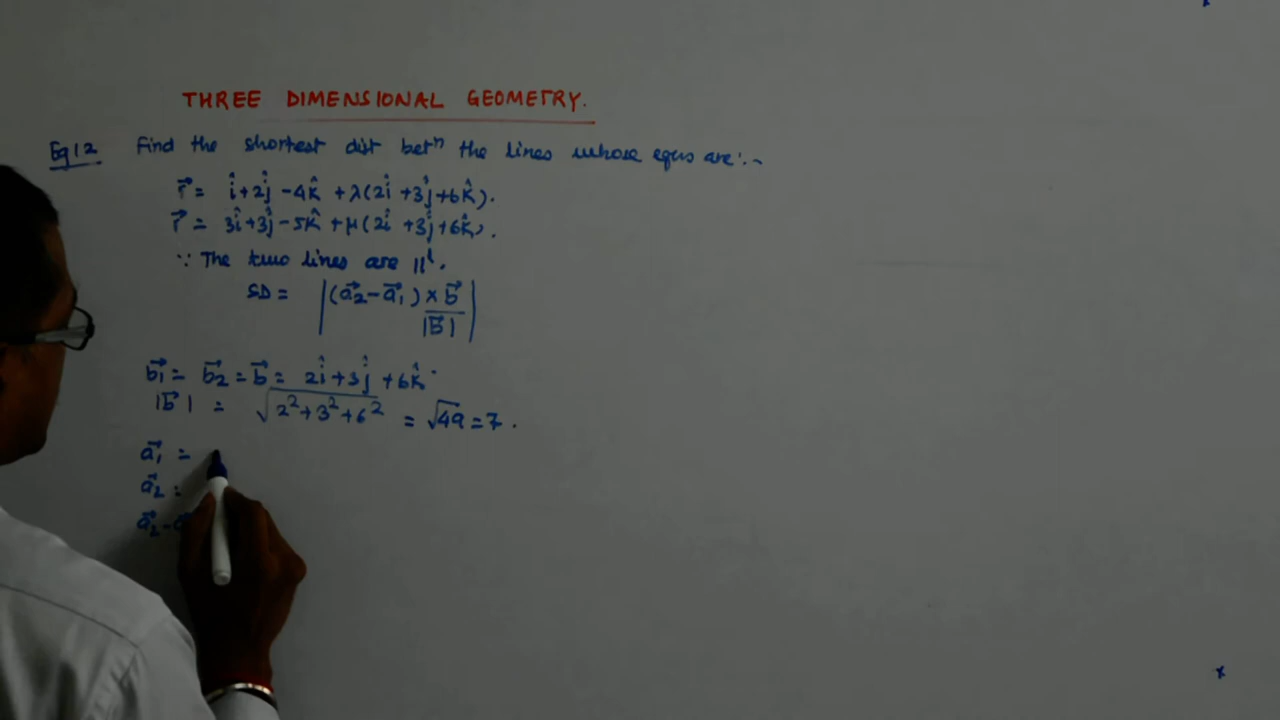 THREE DIMENSIONAL GEOMETRY.
Eg 12 Find the shortest dist betⁿ the lines whose eqns are:~
r⃗ = î+2ĵ -4k̂ +λ(2î +3ĵ+6k̂).
r⃗ = 3î+3ĵ-5k̂ +μ(2î +3ĵ+6k̂).
∵ The two lines are ||ˡ.
SD = |(a⃗₂-a⃗₁) × b⃗ / |b⃗||
b⃗₁ = b⃗₂ = b⃗ = 2î+3ĵ+6k̂
|b⃗| = √2²+3²+6² = √49 = 7.
a⃗₁ =
a⃗₂ =
a⃗₂-